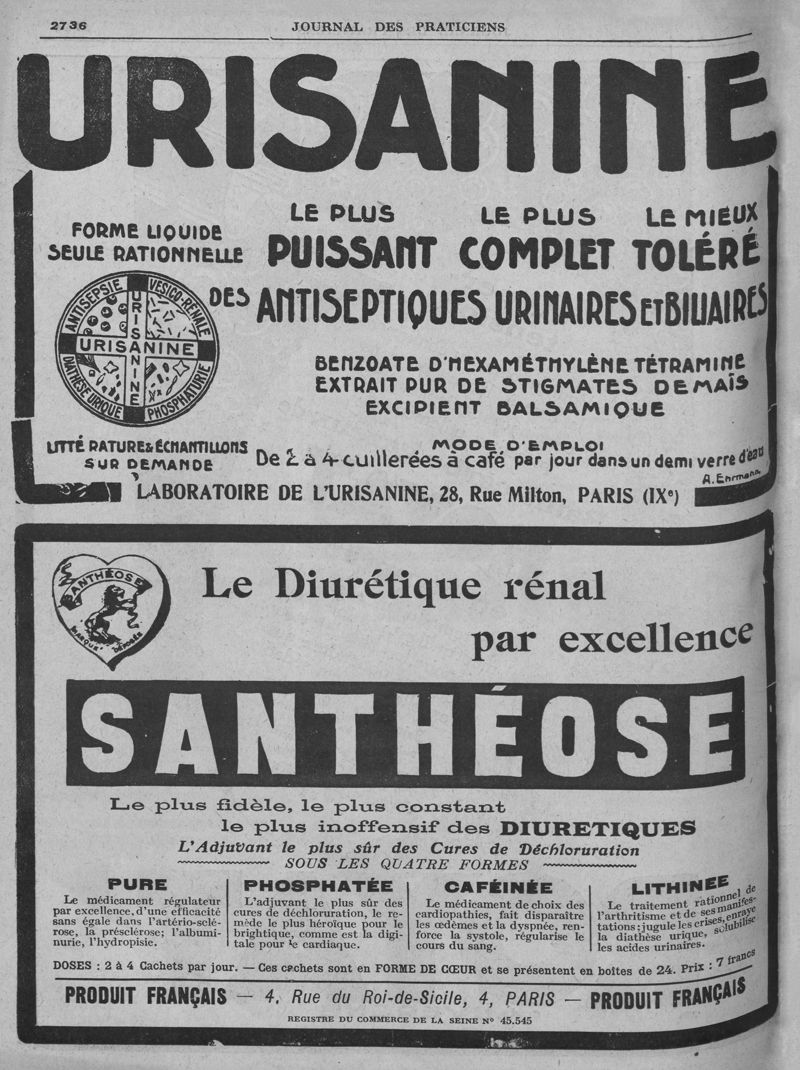 2736
JOURNAL DES PRATICIENS
URISANINE
FORME LIQUIDE
SEULE RATIONNELLE
LE PLUS LE PLUS LE MIEUX
PUISSANT COMPLET TOLÉRÉ
DES ANTISEPTIQUES URINAIRES ET BILIAIRES
ANTISEPSIE VESICO-RÉNALE
URISANINE
URISANINE
DIATHÈSE URIQUE PHOSPHATURIE
BENZOATE D'HEXAMÉTHYLÈNE TÉTRAMINE
EXTRAIT PUR DE STIGMATES DE MAÏS
EXCIPIENT BALSAMIQUE
LITTÉRATURE & ÉCHANTILLONS
SUR DEMANDE
MODE D'EMPLOI
De 2 à 4 cuillerées à café par jour dans un demi verre d'eau
A. Ehrmann
LABORATOIRE DE L'URISANINE, 28, Rue Milton, PARIS (IXe)
SANTHÉOSE
MARQUE DÉPOSÉE
Le Diurétique rénal
par excellence
SANTHÉOSE
Le plus fidèle, le plus constant
le plus inoffensif des DIURETIQUES
L'Adjuvant le plus sûr des Cures de Déchloruration
SOUS LES QUATRE FORMES
PURE
Le médicament régulateur
par excellence, d'une efficacité
sans égale dans l'artério-sclé-
rose, la présclérose; l'albumi-
nurie, l'hydropisie.
PHOSPHATÉE
L'adjuvant le plus sûr des
cures de déchloruration, le re-
mède le plus héroïque pour le
brightique, comme est la digi-
tale pour le cardiaque.
CAFÉINÉE
Le médicament de choix des
cardiopathies, fait disparaître
les œdèmes et la dyspnée, ren-
force la systole, régularise le
cours du sang.
LITHINÉE
Le traitement rationnel de
l'arthritisme et de ses manifes-
tations; jugule les crises, enraye
la diathèse urique, solubilise
les acides urinaires.
DOSES : 2 à 4 Cachets par jour. — Ces cachets sont en FORME DE CŒUR et se présentent en boîtes de 24. Prix : 7 francs
PRODUIT FRANÇAIS — 4, Rue du Roi-de-Sicile, 4, PARIS — PRODUIT FRANÇAIS
REGISTRE DU COMMERCE DE LA SEINE N° 45.545